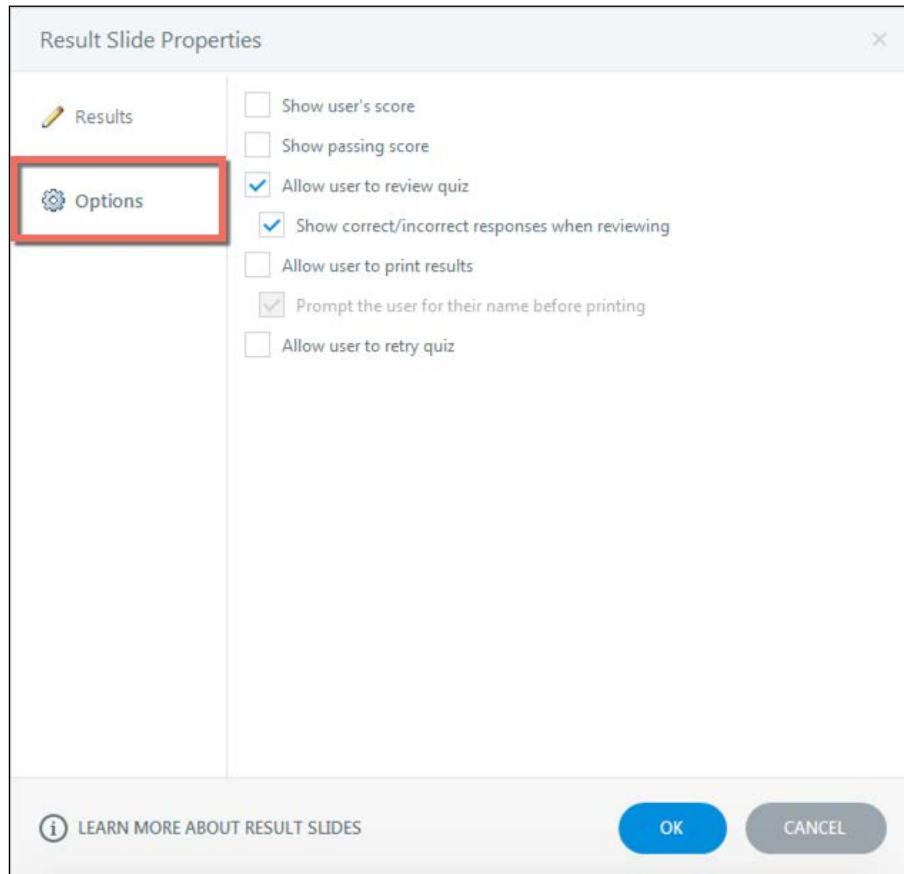 Result Slide Properties
Results
Options
Show user's score
Show passing score
Allow user to review quiz
Show correct/incorrect responses when reviewing
Allow user to print results
Prompt the user for their name before printing
Allow user to retry quiz
LEARN MORE ABOUT RESULT SLIDES
OK
CANCEL